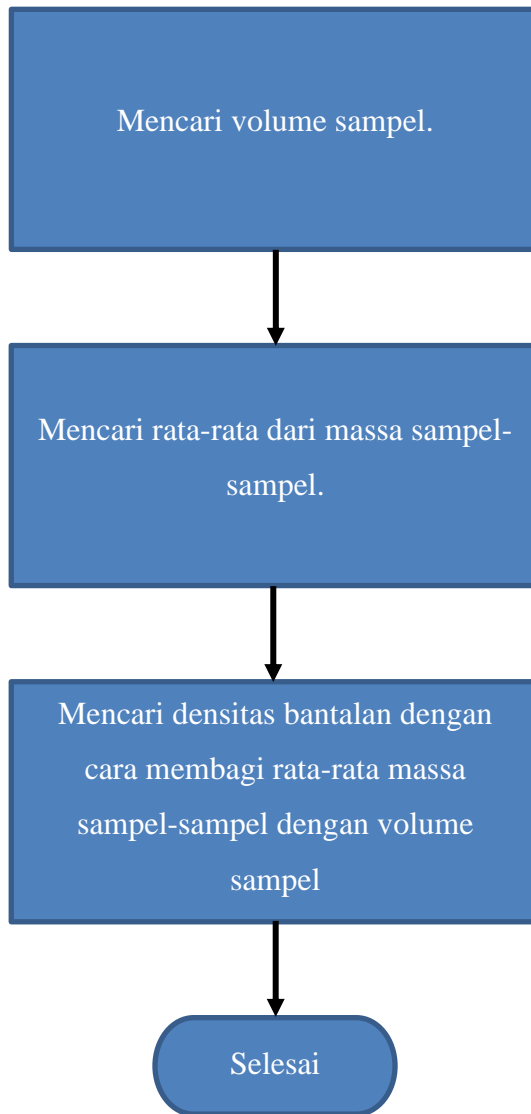 Mencari volume sampel.
Mencari rata-rata dari massa sampel-
sampel.
Mencari densitas bantalan dengan
cara membagi rata-rata massa
sampel-sampel dengan volume
sampel
Selesai